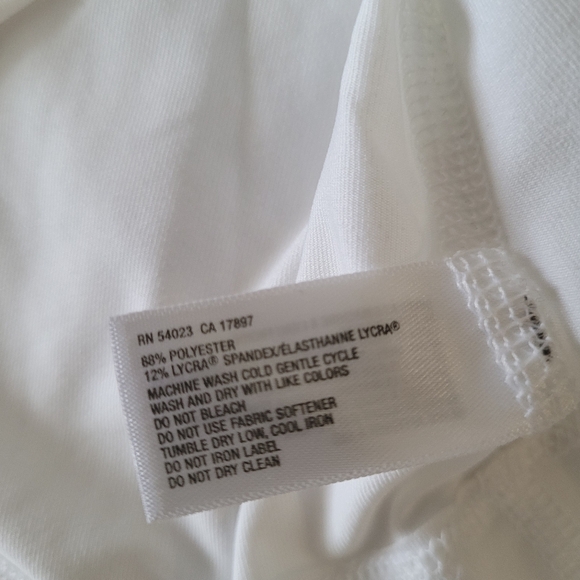 RN 54023 CA 17897
88% POLYESTER
12% LYCRA® SPANDEX/ÉLASTHANNE LYCRA®
MACHINE WASH COLD GENTLE CYCLE
WASH AND DRY WITH LIKE COLORS
DO NOT BLEACH
DO NOT USE FABRIC SOFTENER
TUMBLE DRY LOW, COOL IRON
DO NOT IRON LABEL
DO NOT DRY CLEAN